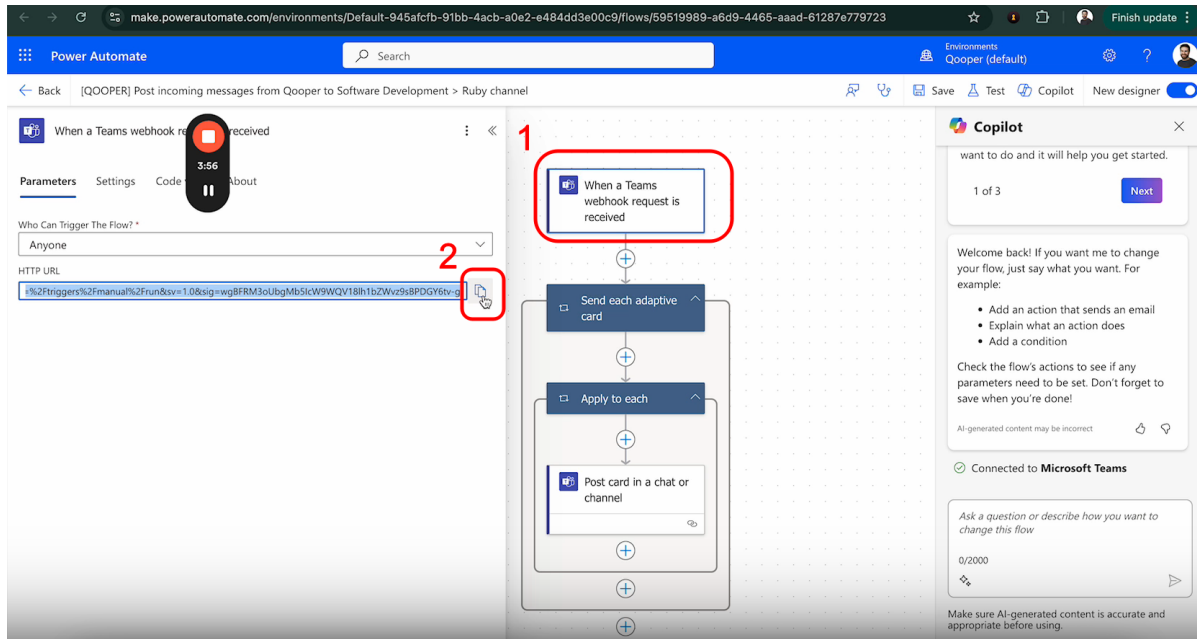 make.powerautomate.com/environments/Default-945afcfb-91bb-4acb-a0e2-e484dd3e00c9/flows/59519989-a6d9-4465-aaad-61287e779723
Finish update
Power Automate
Search
Environments
Qooper (default)
Back
[QOOPER] Post incoming messages from Qooper to Software Development > Ruby channel
Save
Test
Copilot
New designer
When a Teams webhook received
3:56
Parameters
Settings
Code
About
Who Can Trigger The Flow? *
Anyone
HTTP URL
2
1
When a Teams
webhook request is
received
Send each adaptive
card
Apply to each
Post card in a chat or
channel
Copilot
want to do and it will help you get started.
1 of 3
Next
Welcome back! If you want me to change
your flow, just say what you want. For
example:
• Add an action that sends an email
• Explain what an action does
• Add a condition
Check the flow's actions to see if any
parameters need to be set. Don't forget to
save when you're done!
AI-generated content may be incorrect
Connected to Microsoft Teams
Ask a question or describe how you want to
change this flow
0/2000
Make sure AI-generated content is accurate and
appropriate before using.